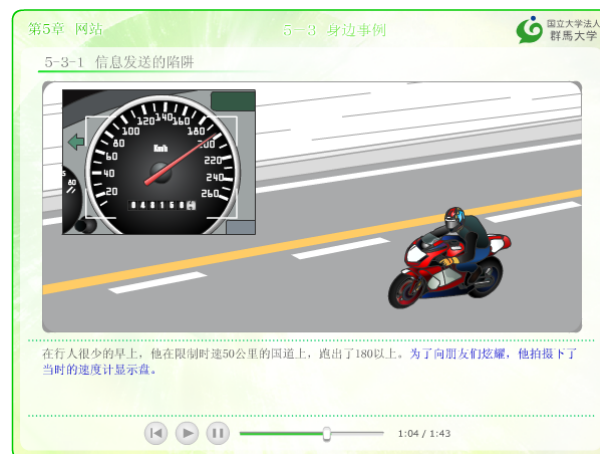 第5章 网站
5－3 身边事例
国立大学法人
群馬大学
5-3-1 信息发送的陷阱
20
40
60
80
100
120
140
160
180
200
220
240
260
Km/h
80
在行人很少的早上，他在限制时速50公里的国道上，跑出了180以上。为了向朋友们炫耀，他拍摄下了
当时的速度计显示盘。
1:04 / 1:43